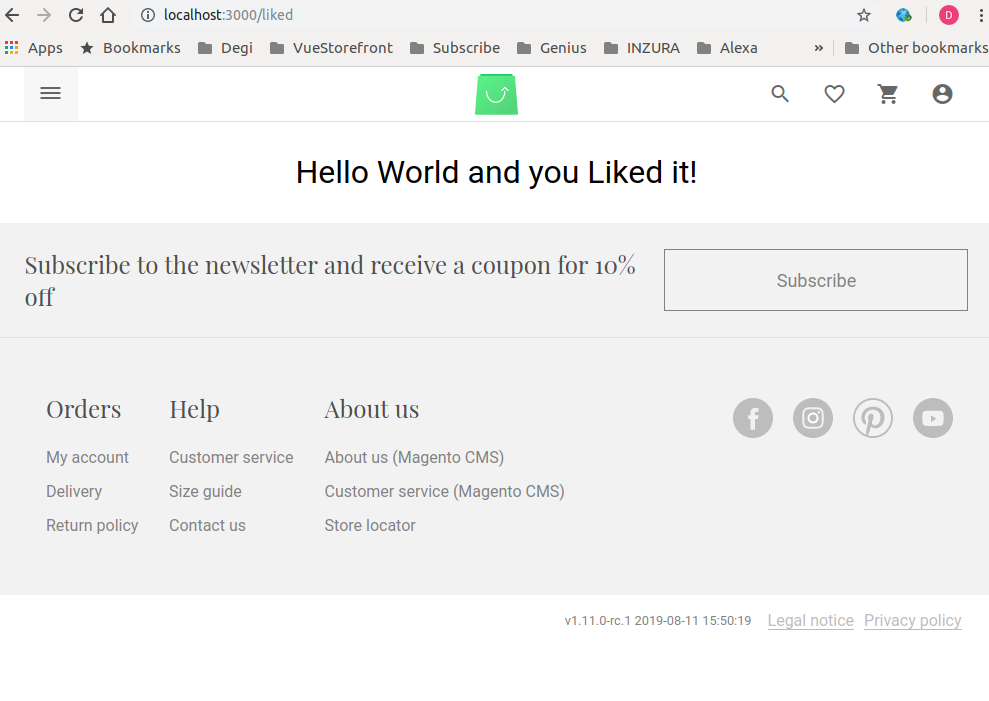 localhost:3000/liked
D
Apps Bookmarks Degi VueStorefront Subscribe Genius INZURA Alexa » Other bookmarks
Hello World and you Liked it!
Subscribe to the newsletter and receive a coupon for 10%
off
Subscribe
Orders Help About us
My account Customer service About us (Magento CMS)
Delivery Size guide Customer service (Magento CMS)
Return policy Contact us Store locator
v1.11.0-rc.1 2019-08-11 15:50:19 Legal notice Privacy policy